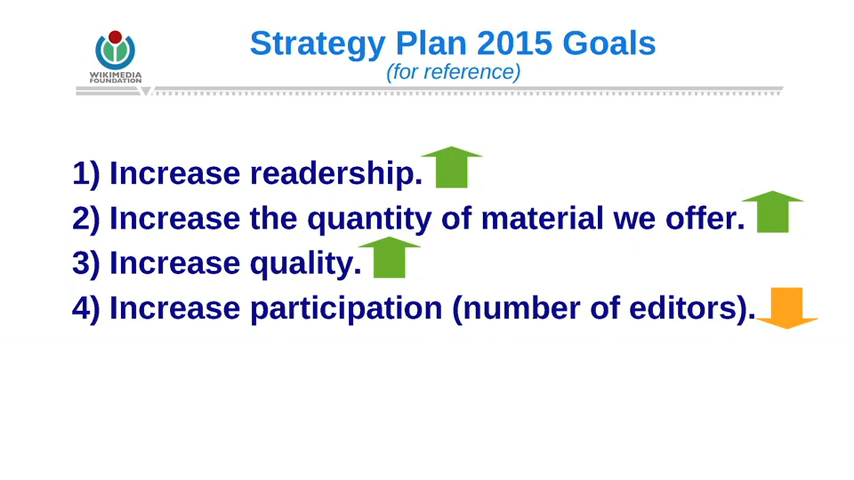 Strategy Plan 2015 Goals
(for reference)
WIKIMEDIA
FOUNDATION
1) Increase readership.
2) Increase the quantity of material we offer.
3) Increase quality.
4) Increase participation (number of editors).